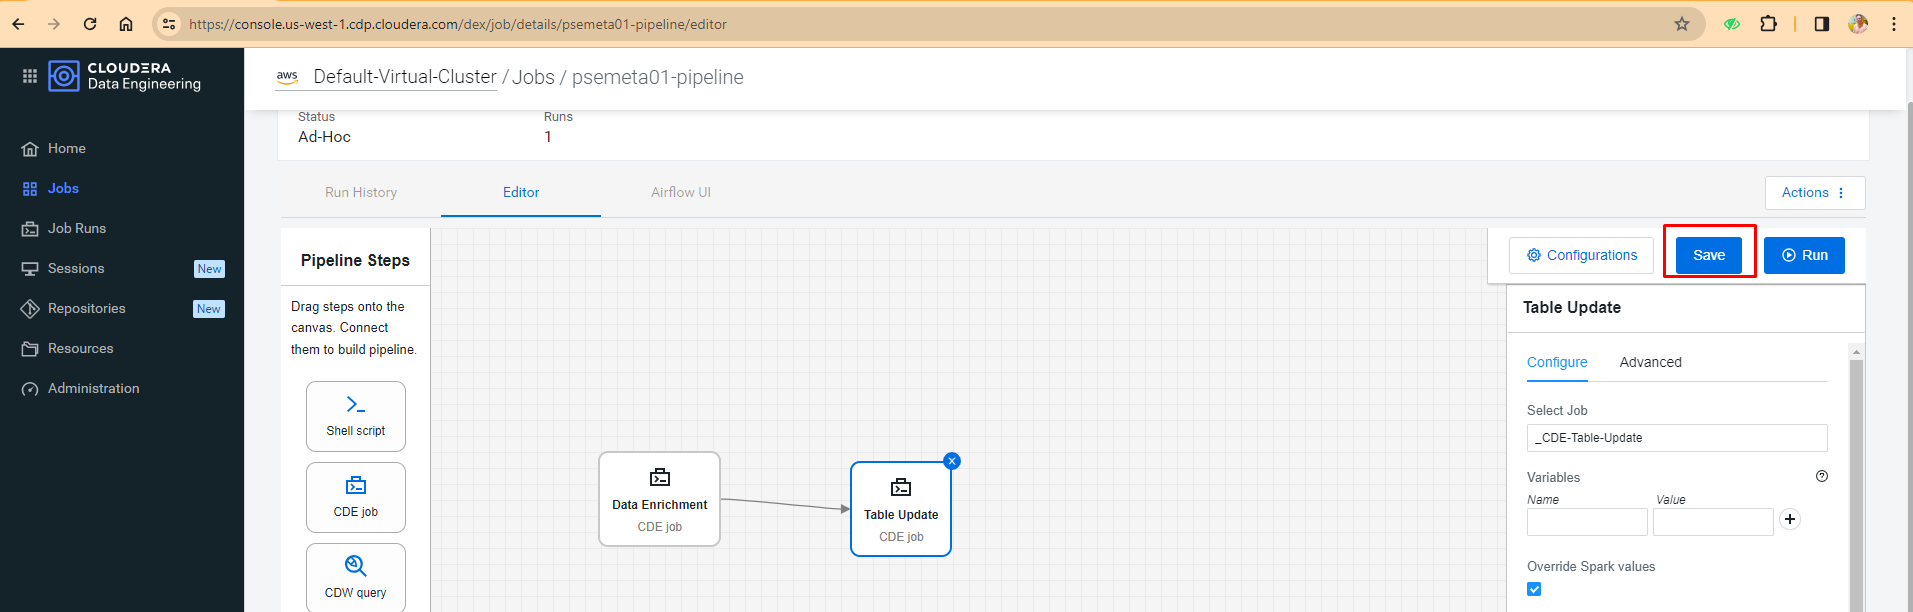 https://console.us-west-1.cdp.cloudera.com/dex/job/details/psemeta01-pipeline/editor
CLOUDERA
Data Engineering
aws Default-Virtual-Cluster / Jobs / psemeta01-pipeline
Home
Jobs
Job Runs
Sessions New
Repositories New
Resources
Administration
Status Runs
Ad-Hoc 1
Run History Editor Airflow UI Actions
Configurations Save Run
Pipeline Steps
Drag steps onto the
canvas. Connect
them to build pipeline.
Shell script
CDE job
CDW query
Data Enrichment
CDE job
Table Update
CDE job
Table Update
Configure Advanced
Select Job
_CDE-Table-Update
Variables
Name Value
Override Spark values